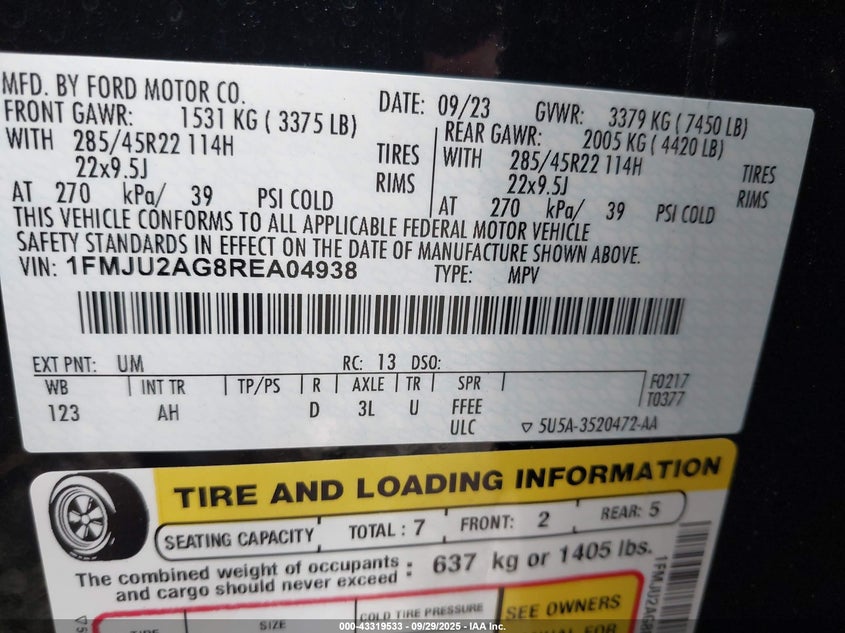 MFD. BY FORD MOTOR CO.
DATE: 09/23 GVWR: 3379 KG ( 7450 LB)
FRONT GAWR: 1531 KG ( 3375 LB)
REAR GAWR: 2005 KG ( 4420 LB)
WITH 285/45R22 114H TIRES
WITH 285/45R22 114H TIRES
22x9.5J RIMS
22x9.5J RIMS
AT 270 kPa/ 39 PSI COLD
AT 270 kPa/ 39 PSI COLD
THIS VEHICLE CONFORMS TO ALL APPLICABLE FEDERAL MOTOR VEHICLE
SAFETY STANDARDS IN EFFECT ON THE DATE OF MANUFACTURE SHOWN ABOVE.
VIN: 1FMJU2AG8REA04938 TYPE: MPV
EXT PNT: UM RC: 13 DSO:
WB INT TR TP/PS R AXLE TR SPR F0217
123 AH D 3L U FFEE T0377
ULC ▽ 5U5A-3520472-AA
TIRE AND LOADING INFORMATION
SEATING CAPACITY TOTAL : 7 FRONT: 2 REAR: 5
The combined weight of occupants
and cargo should never exceed : 637 kg or 1405 lbs.
SIZE COLD TIRE PRESSURE SEE OWNERS
000-43319533 - 09/29/2025 - IAA Inc.